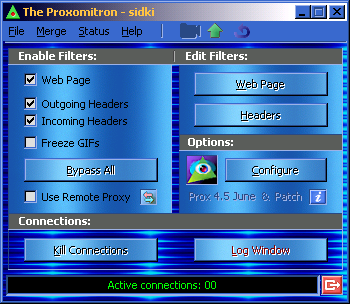 The Proxomitron - sidki
File Merge Status Help
Enable Filters:
Edit Filters:
Web Page
Outgoing Headers
Incoming Headers
Freeze GIFs
Bypass All
Use Remote Proxy
Web Page
Headers
Options:
Configure
Prox 4.5 June & Patch
Connections:
Kill Connections
Log Window
Active connections: 00